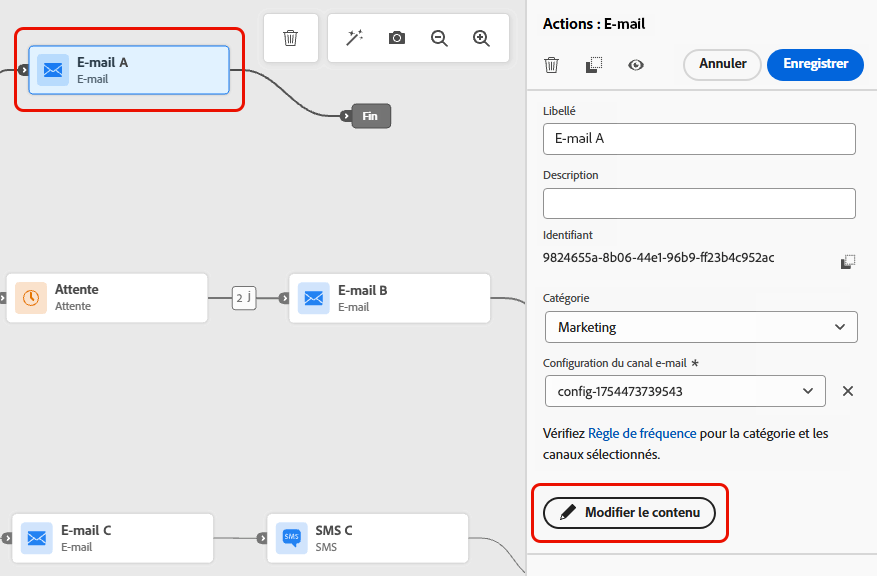 E-mail A
E-mail
Fin
Attente
Attente
2 j
E-mail B
E-mail
E-mail C
E-mail
SMS
SMS C
SMS
Actions : E-mail
Annuler
Enregistrer
Libellé
E-mail A
Description
Identifiant
9824655a-8b06-44e1-96b9-ff23b4c952ac
Catégorie
Marketing
Configuration du canal e-mail *
config-1754473739543
Vérifiez Règle de fréquence pour la catégorie et les
canaux sélectionnés.
Modifier le contenu